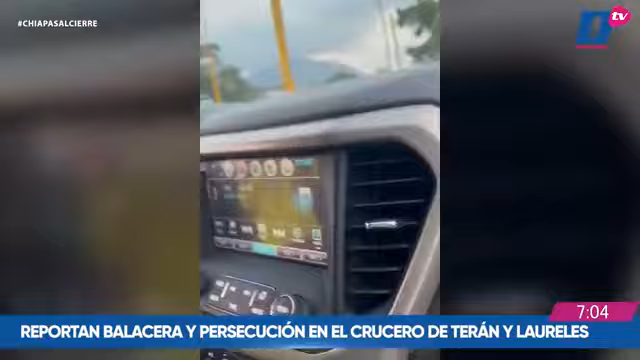 #CHIAPASALCIERRE
tv
7:04
REPORTAN BALACERA Y PERSECUCIÓN EN EL CRUCERO DE TERÁN Y LAURELES